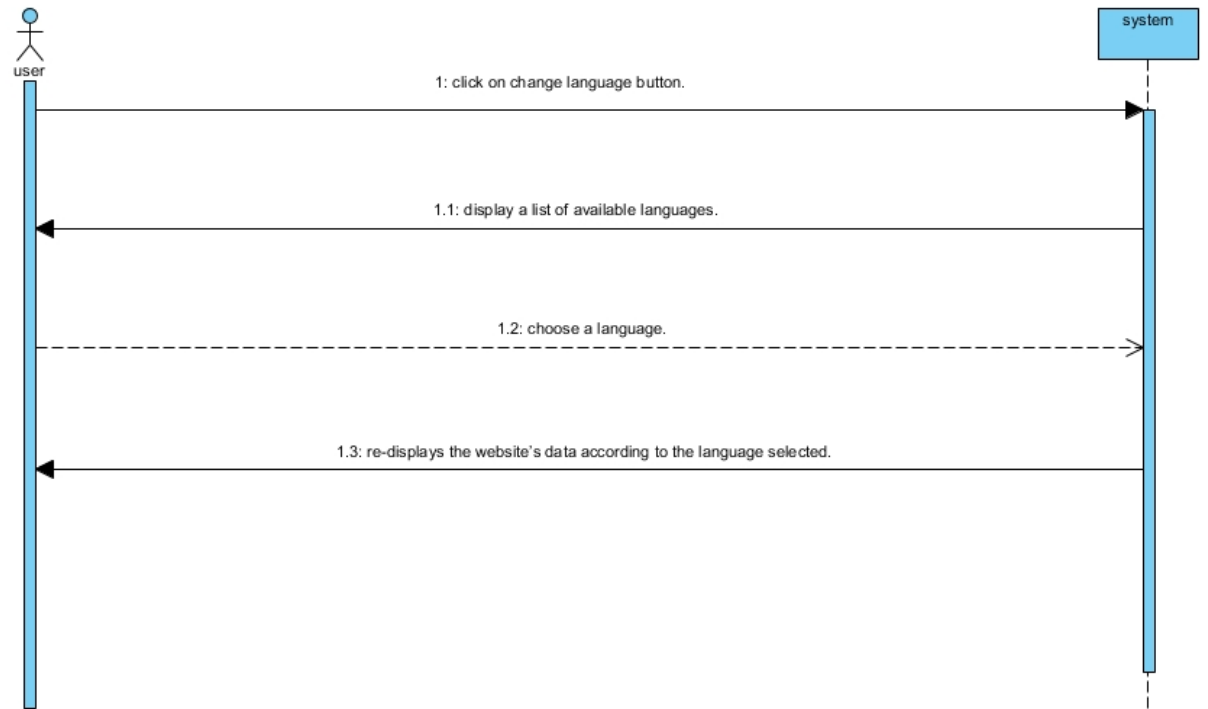 user
system
1: click on change language button.
1.1: display a list of available languages.
1.2: choose a language.
1.3: re-displays the website's data according to the language selected.